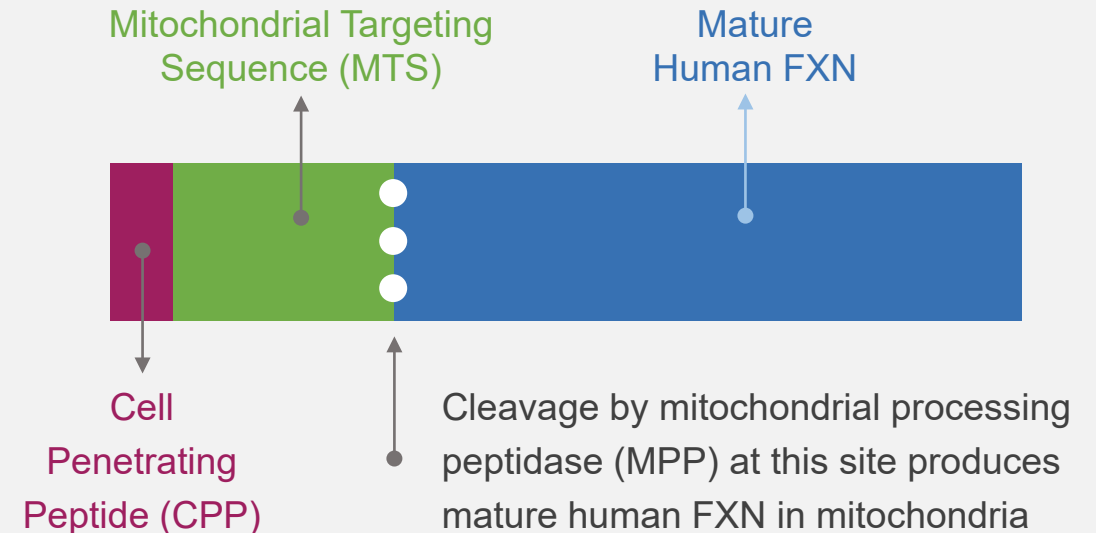 Mitochondrial Targeting
Sequence (MTS)
Mature
Human FXN
Cell
Penetrating
Peptide (CPP)
Cleavage by mitochondrial processing
peptidase (MPP) at this site produces
mature human FXN in mitochondria